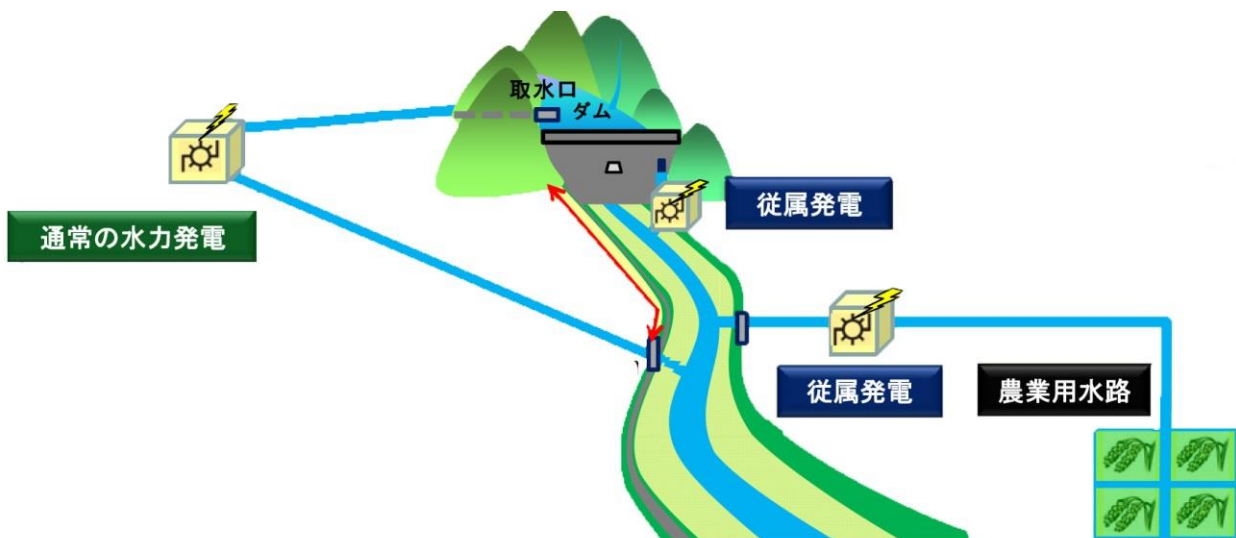 取水口
ダム
従属発電
通常の水力発電
従属発電
農業用水路